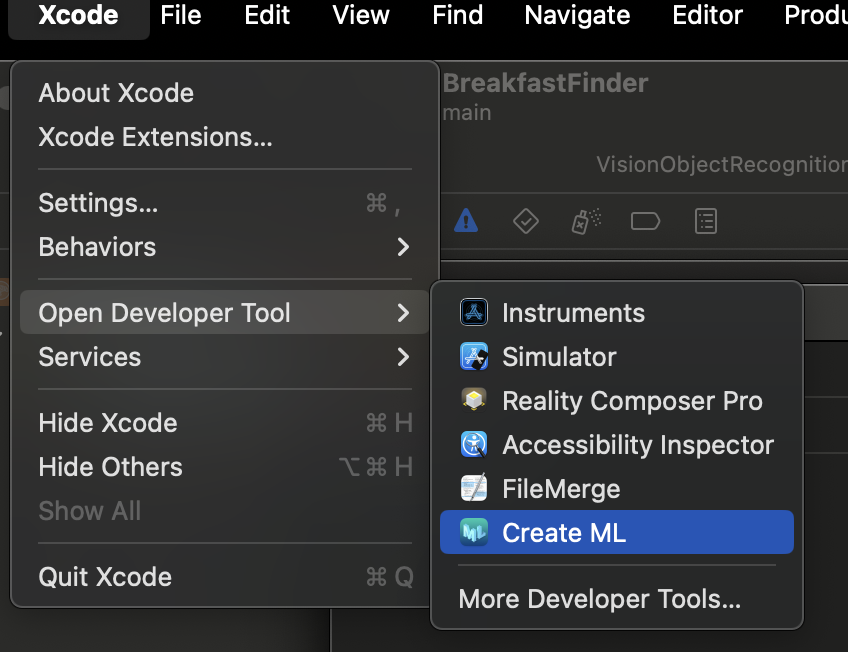 Xcode File Edit View Find Navigate Editor
About Xcode
Xcode Extensions...
Settings... ⌘ ,
Behaviors
Open Developer Tool
Services
Hide Xcode ⌘ H
Hide Others ⌥ ⌘ H
Show All
Quit Xcode ⌘ Q
BreakfastFinder
main
VisionObjectRecognition
Instruments
Simulator
Reality Composer Pro
Accessibility Inspector
FileMerge
Create ML
More Developer Tools...